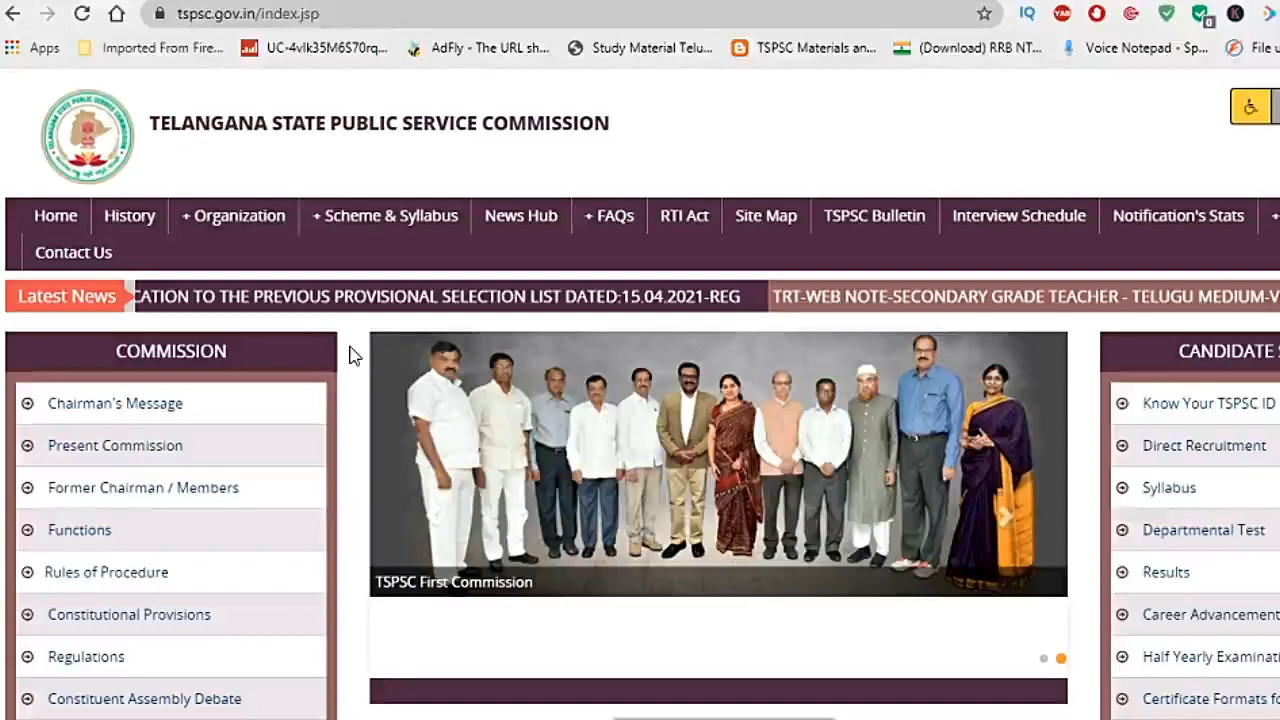 tspsc.gov.in/index.jsp
Apps Imported From Fire... UC-4vlk35M6S70rq... AdFly - The URL sh... Study Material Telu... TSPSC Materials an... (Download) RRB NT... Voice Notepad - Sp... File u
TELANGANA STATE PUBLIC SERVICE COMMISSION
Home History + Organization + Scheme & Syllabus News Hub + FAQs RTI Act Site Map TSPSC Bulletin Interview Schedule Notification's Stats +
Contact Us
Latest News CATION TO THE PREVIOUS PROVISIONAL SELECTION LIST DATED:15.04.2021-REG TRT-WEB NOTE-SECONDARY GRADE TEACHER - TELUGU MEDIUM-V
COMMISSION
Chairman's Message
Present Commission
Former Chairman / Members
Functions
Rules of Procedure
Constitutional Provisions
Regulations
Constituent Assembly Debate
TSPSC First Commission
CANDIDATE S
Know Your TSPSC ID
Direct Recruitment
Syllabus
Departmental Test
Results
Career Advancement
Half Yearly Examinati
Certificate Formats fo